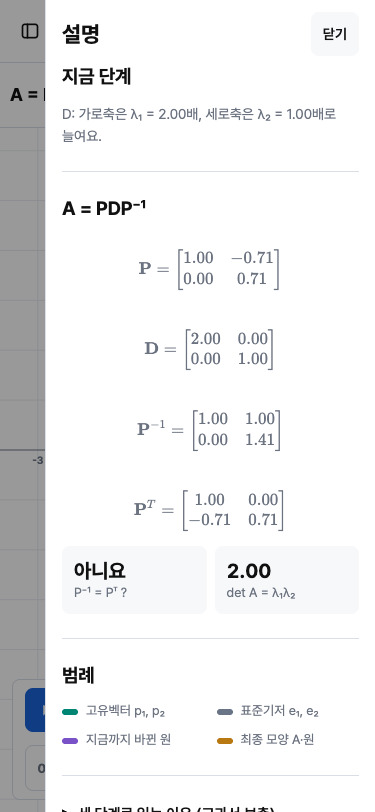 설명
닫기
지금 단계
D: 가로축은 λ₁ = 2.00배, 세로축은 λ₂ = 1.00배로
늘여요.
A = PDP⁻¹
P = [1.00 −0.71
0.00 0.71]
D = [2.00 0.00
0.00 1.00]
P⁻¹ = [1.00 1.00
0.00 1.41]
Pᵀ = [1.00 0.00
−0.71 0.71]
아니요
P⁻¹ = Pᵀ ?
2.00
det A = λ₁λ₂
범례
고유벡터 p₁, p₂
표준기저 e₁, e₂
지금까지 바뀐 원
최종 모양 A·원
A =
-3